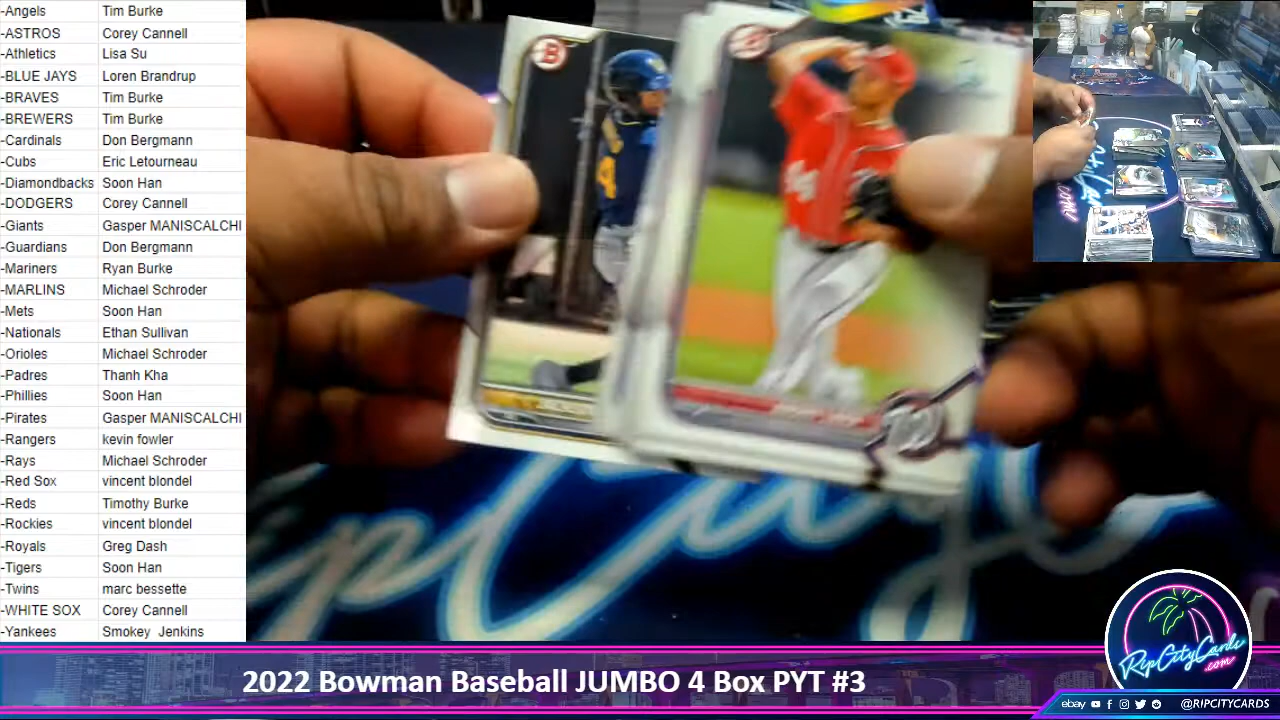 -Angels Tim Burke
-ASTROS Corey Cannell
-Athletics Lisa Su
-BLUE JAYS Loren Brandrup
-BRAVES Tim Burke
-BREWERS Tim Burke
-Cardinals Don Bergmann
-Cubs Eric Letourneau
-Diamondbacks Soon Han
-DODGERS Corey Cannell
-Giants Gasper MANISCALCHI
-Guardians Don Bergmann
-Mariners Ryan Burke
-MARLINS Michael Schroder
-Mets Soon Han
-Nationals Ethan Sullivan
-Orioles Michael Schroder
-Padres Thanh Kha
-Phillies Soon Han
-Pirates Gasper MANISCALCHI
-Rangers kevin fowler
-Rays Michael Schroder
-Red Sox vincent blondel
-Reds Timothy Burke
-Rockies vincent blondel
-Royals Greg Dash
-Tigers Soon Han
-Twins marc bessette
-WHITE SOX Corey Cannell
-Yankees Smokey Jenkins
B
RipCityCards
.com
2022 Bowman Baseball JUMBO 4 Box PYT #3
ebay @RIPCITYCARDS